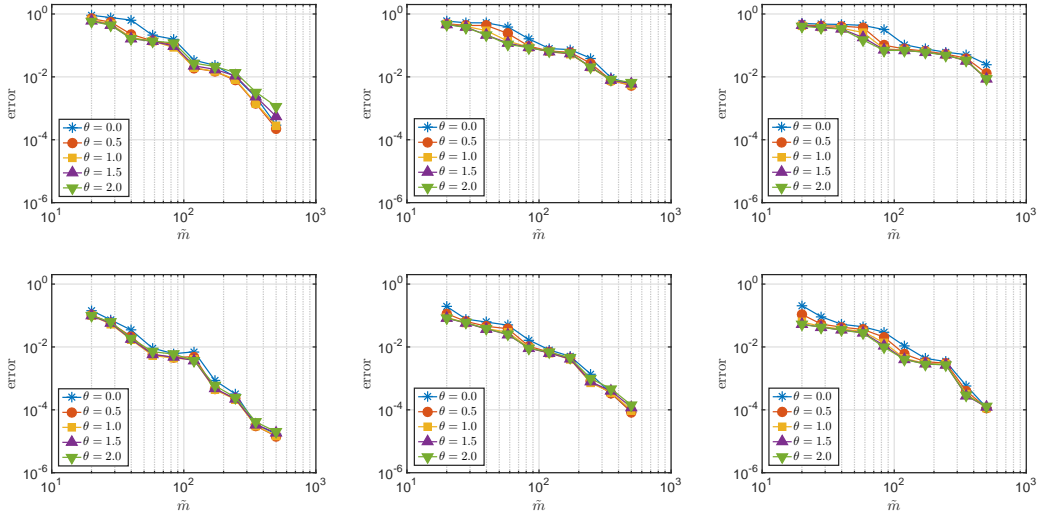 10^0
10^{-2}
10^{-4}
10^{-6}
error
θ = 0.0
θ = 0.5
θ = 1.0
θ = 1.5
θ = 2.0
10^1
10^2
10^3
m̃
10^0
10^{-2}
10^{-4}
10^{-6}
error
θ = 0.0
θ = 0.5
θ = 1.0
θ = 1.5
θ = 2.0
10^1
10^2
10^3
m̃
10^0
10^{-2}
10^{-4}
10^{-6}
error
θ = 0.0
θ = 0.5
θ = 1.0
θ = 1.5
θ = 2.0
10^1
10^2
10^3
m̃
10^0
10^{-2}
10^{-4}
10^{-6}
error
θ = 0.0
θ = 0.5
θ = 1.0
θ = 1.5
θ = 2.0
10^1
10^2
10^3
m̃
10^0
10^{-2}
10^{-4}
10^{-6}
error
θ = 0.0
θ = 0.5
θ = 1.0
θ = 1.5
θ = 2.0
10^1
10^2
10^3
m̃
10^0
10^{-2}
10^{-4}
10^{-6}
error
θ = 0.0
θ = 0.5
θ = 1.0
θ = 1.5
θ = 2.0
10^1
10^2
10^3
m̃